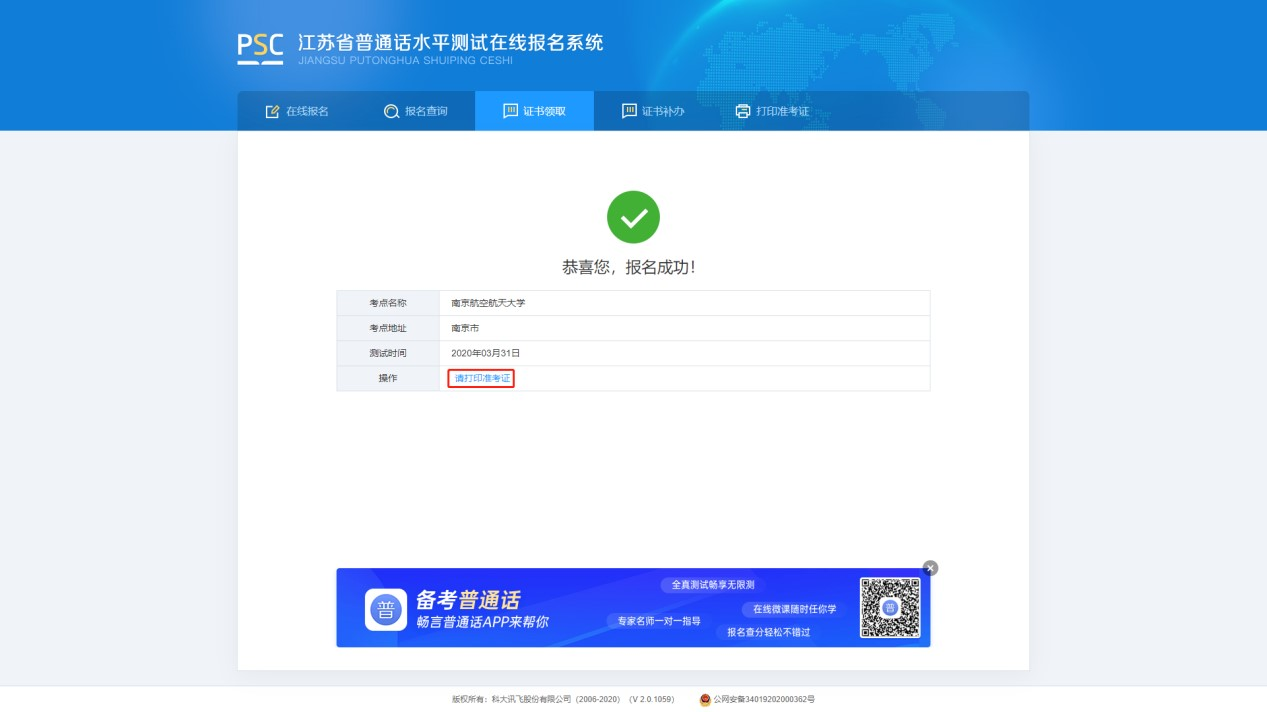 PSC 江苏省普通话水平测试在线报名系统
JIANGSU PUTONGHUA SHUIPING CESHI
在线报名 报名查询 证书领取 证书补办 打印准考证
恭喜您，报名成功！
考点名称 南京航空航天大学
考点地址 南京市
测试时间 2020年03月31日
操作 请打印准考证
普
备考普通话
畅言普通话APP来帮你
全真测试畅享无限测
在线微课随时任你学
专家名师一对一指导
报名查分轻松不错过
普
版权所有：科大讯飞股份有限公司（2006-2020）（V 2.0.1059） 公网安备34019202000362号